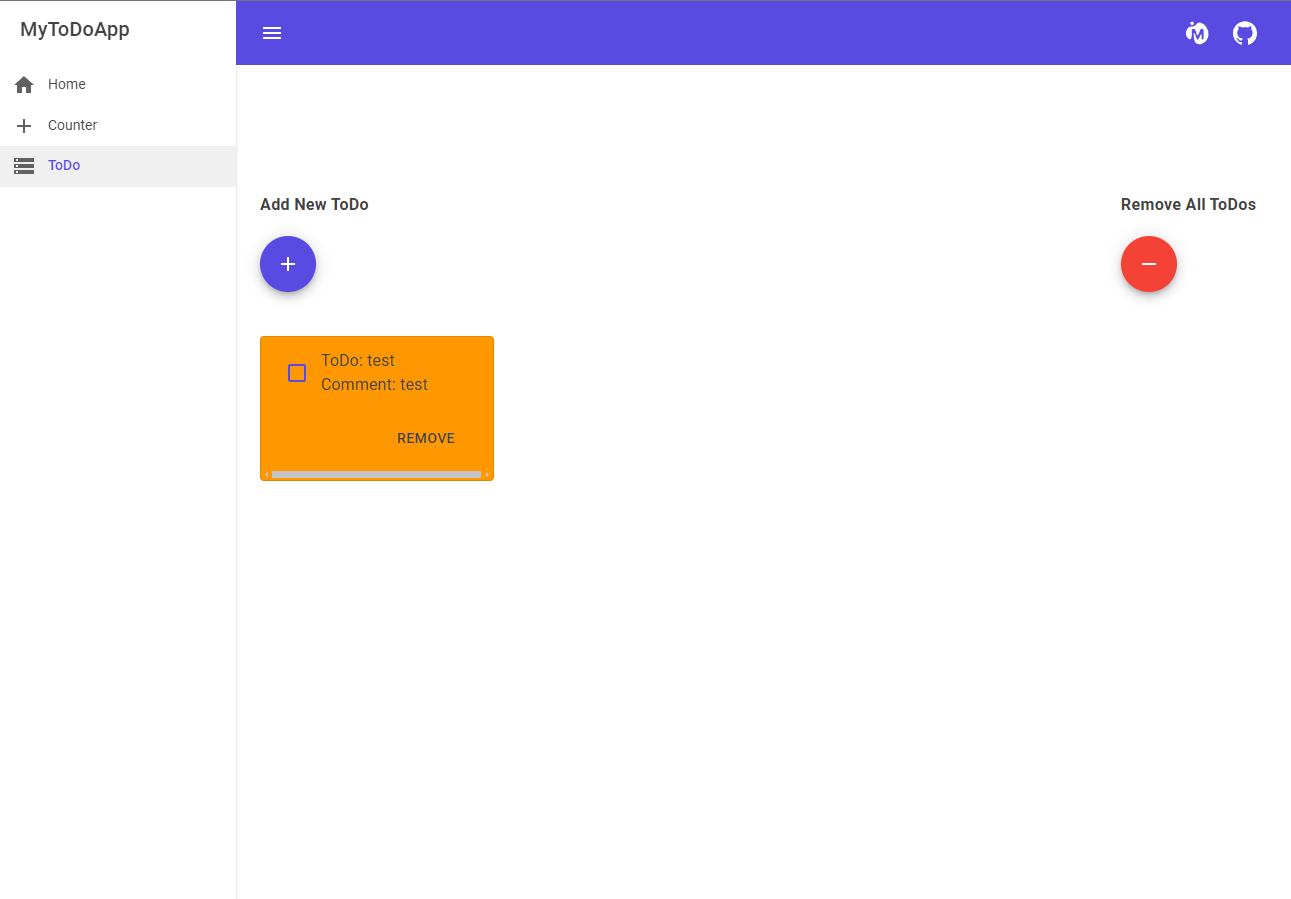 MyToDoApp
Home
Counter
ToDo
Add New ToDo
Remove All ToDos
ToDo: test
Comment: test
REMOVE